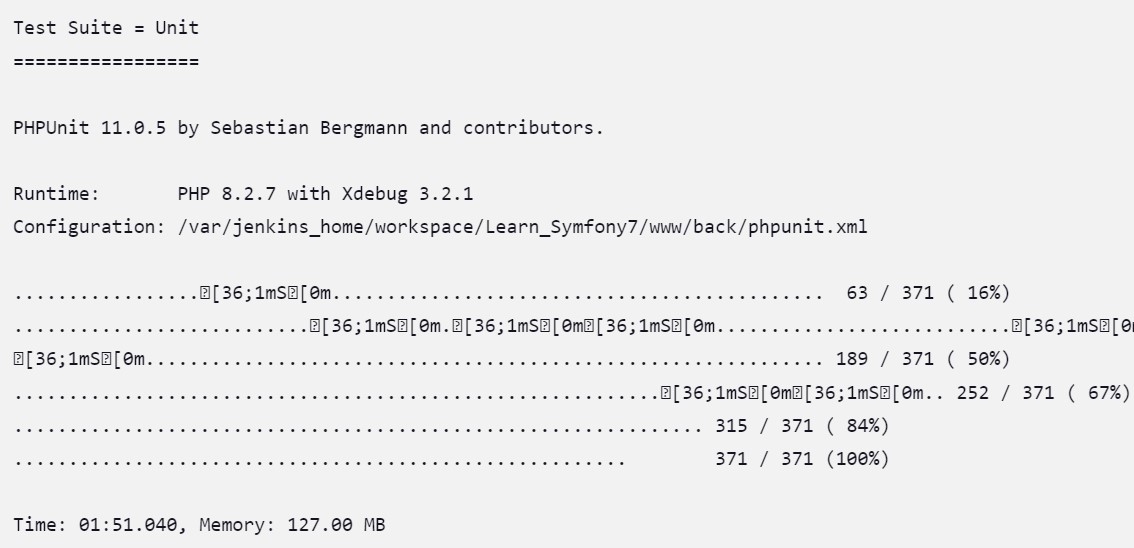 Test Suite = Unit
=================
PHPUnit 11.0.5 by Sebastian Bergmann and contributors.
Runtime:       PHP 8.2.7 with Xdebug 3.2.1
Configuration: /var/jenkins_home/workspace/Learn_Symfony7/www/back/phpunit.xml
.................␛[36;1mS␛[0m.............................................  63 / 371 ( 16%)
...........................␛[36;1mS␛[0m.␛[36;1mS␛[0m␛[36;1mS␛[0m...........................␛[36;1mS␛[0m
␛[36;1mS␛[0m.............................................................. 189 / 371 ( 50%)
...........................................................␛[36;1mS␛[0m␛[36;1mS␛[0m.. 252 / 371 ( 67%)
............................................................... 315 / 371 ( 84%)
........................................................        371 / 371 (100%)
Time: 01:51.040, Memory: 127.00 MB